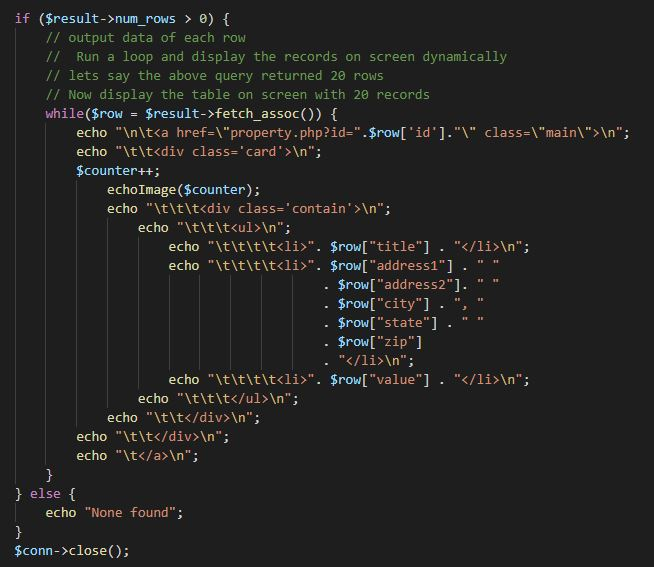 if ($result->num_rows > 0) {
    // output data of each row
    //  Run a loop and display the records on screen dynamically
    // lets say the above query returned 20 rows
    // Now display the table on screen with 20 records
    while($row = $result->fetch_assoc()) {
        echo "\n\t<a href=\"property.php?id=".$row['id']."\" class=\"main\">\n";
        echo "\t\t<div class='card'>\n";
        $counter++;
            echoImage($counter);
            echo "\t\t\t<div class='contain'>\n";
                echo "\t\t\t<ul>\n";
                    echo "\t\t\t\t<li>". $row["title"] . "</li>\n";
                    echo "\t\t\t\t\t<li>". $row["address1"] . " "
                                        . $row["address2"]. " "
                                        . $row["city"] . ", "
                                        . $row["state"] . " "
                                        . $row["zip"]
                                        . "</li>\n";
                    echo "\t\t\t\t\t<li>". $row["value"] . "</li>\n";
                echo "\t\t\t</ul>\n";
            echo "\t\t</div>\n";
        echo "\t\t</div>\n";
        echo "\t</a>\n";
    }
} else {
    echo "None found";
}
$conn->close();